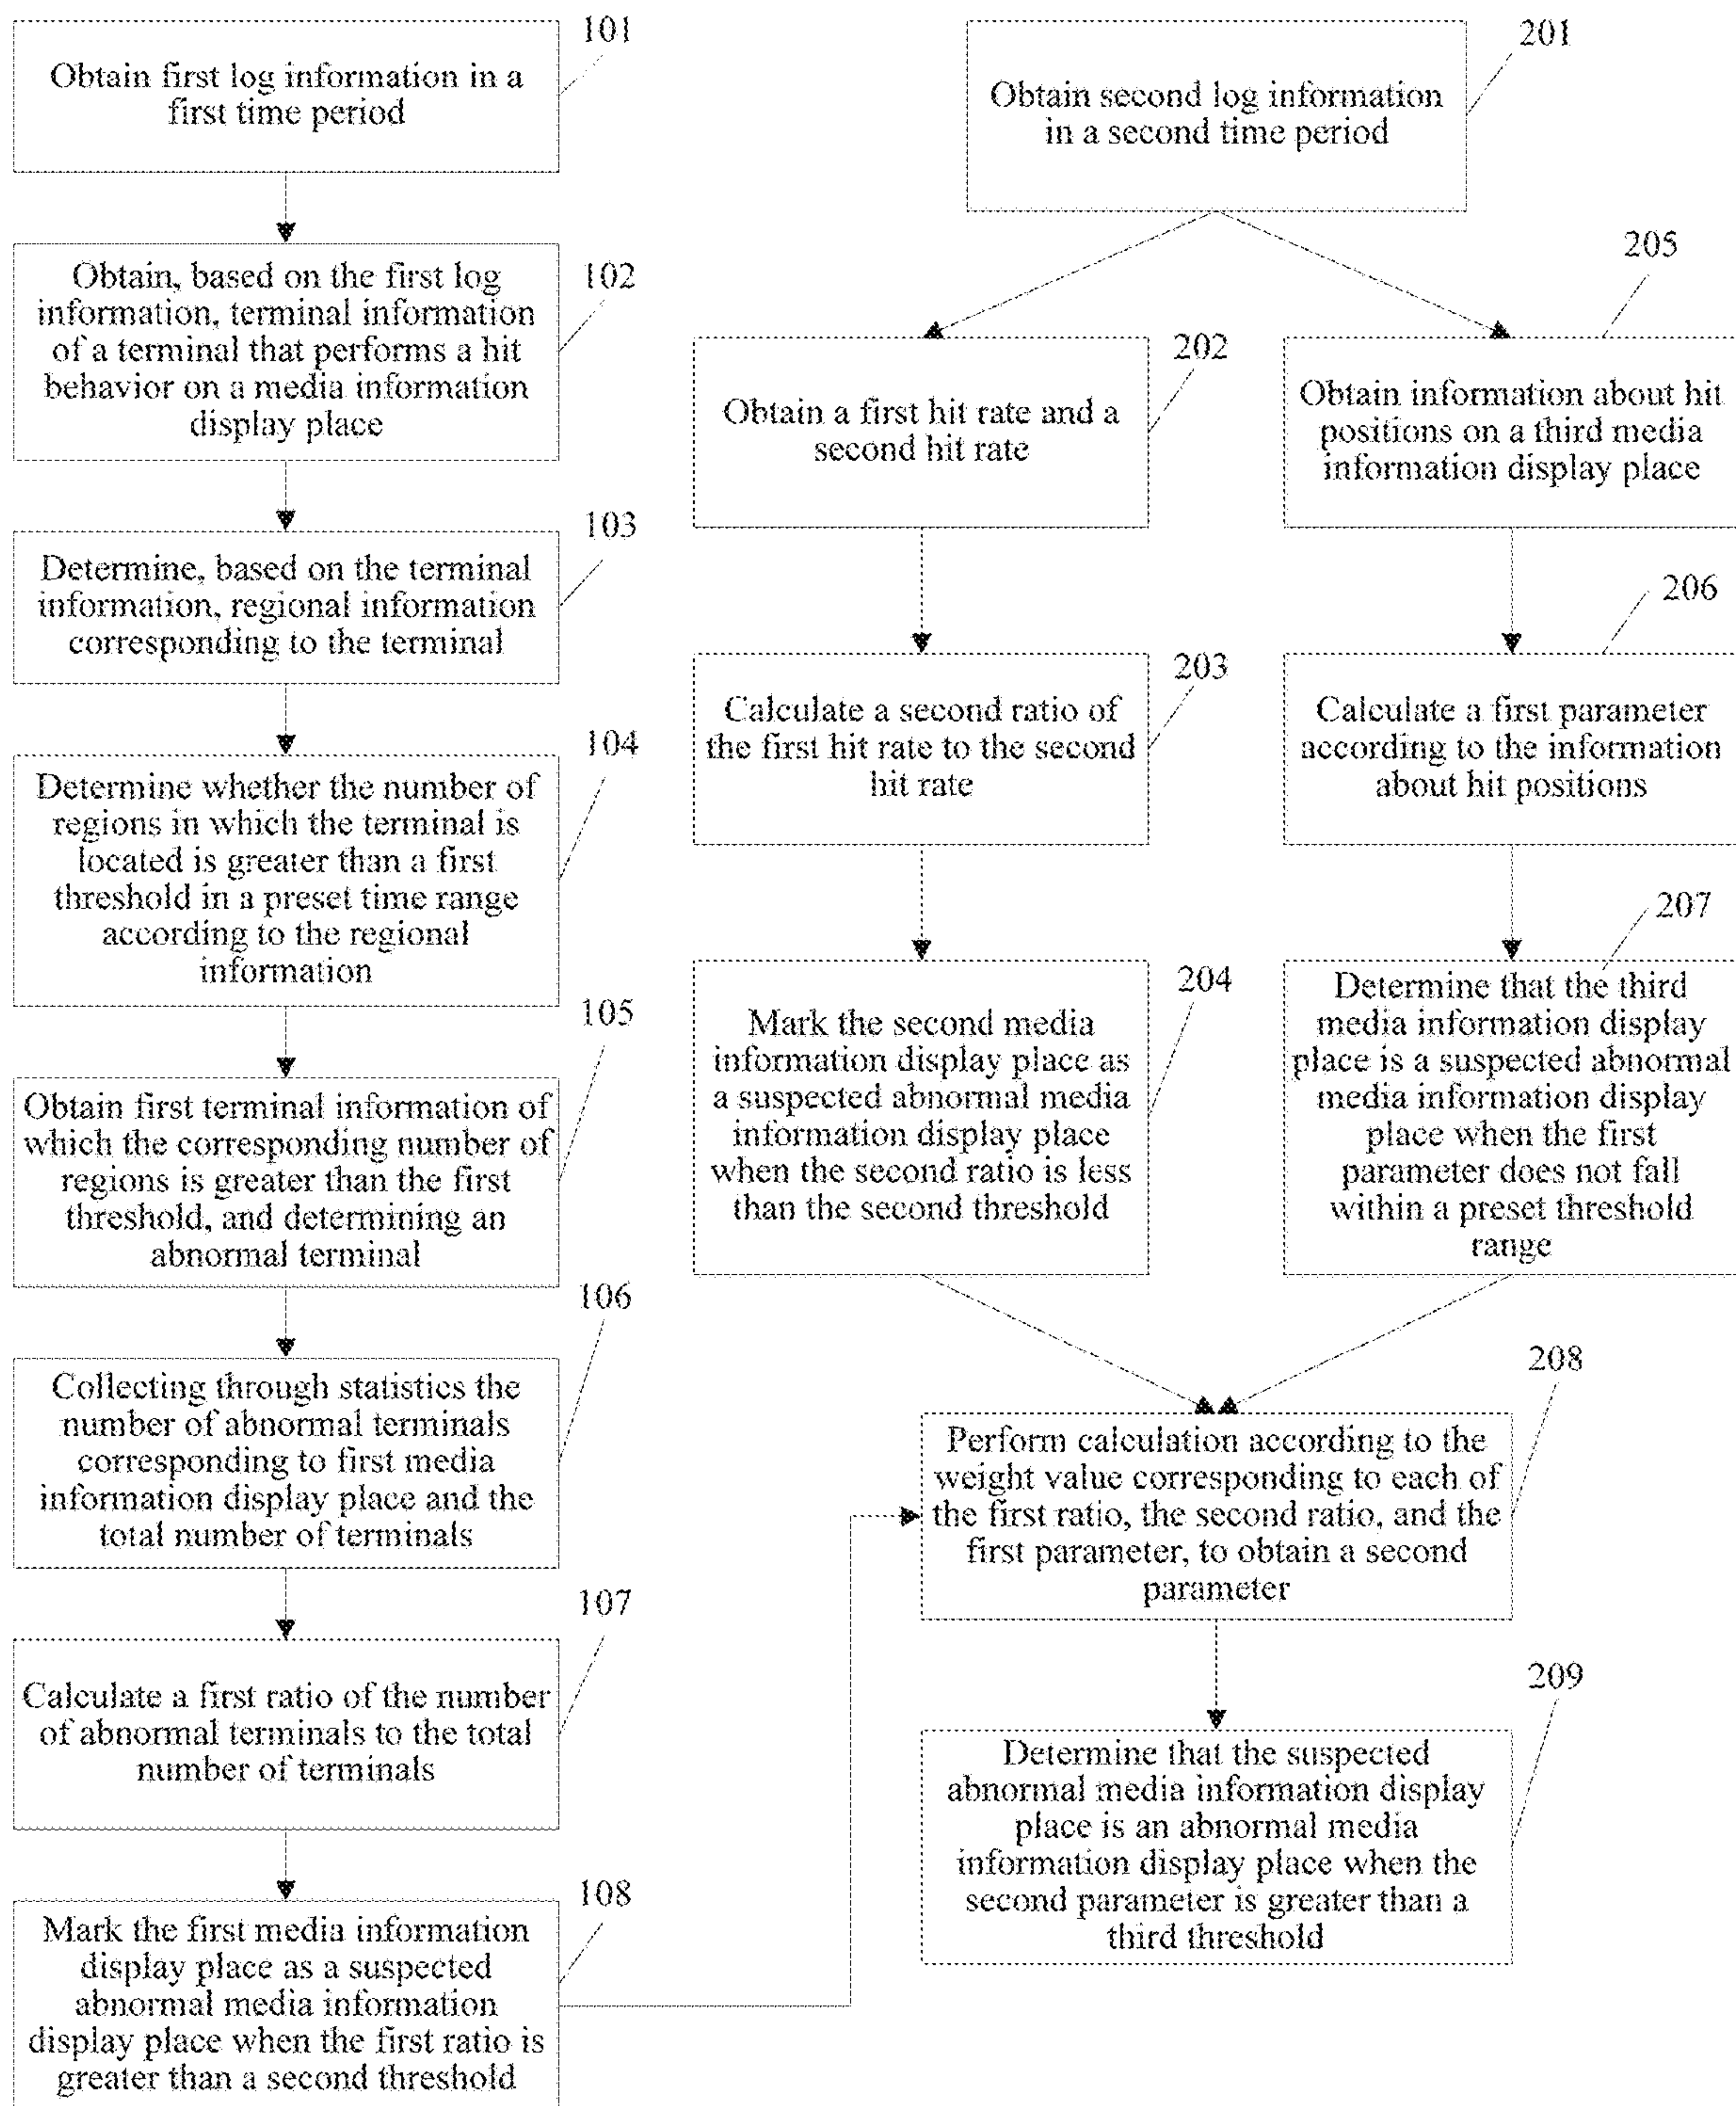 101
Obtain first log information in a
first time period
102
Obtain, based on the first log
information, terminal information
of a terminal that performs a hit
behavior on a media information
display place
103
Determine, based on the terminal
information, regional information
corresponding to the terminal
104
Determine whether the number of
regions in which the terminal is
located is greater than a first
threshold in a preset time range
according to the regional
information
105
Obtain first terminal information of
which the corresponding number of
regions is greater than the first
threshold, and determining an
abnormal terminal
106
Collecting through statistics the
number of abnormal terminals
corresponding to first media
information display place and the
total number of terminals
107
Calculate a first ratio of the number
of abnormal terminals to the total
number of terminals
108
Mark the first media information
display place as a suspected
abnormal media information
display place when the first ratio is
greater than a second threshold
201
Obtain second log information
in a second time period
202
Obtain a first hit rate and a
second hit rate
203
Calculate a second ratio of
the first hit rate to the second
hit rate
204
Mark the second media
information display place as
a suspected abnormal media
information display place
when the second ratio is less
than the second threshold
205
Obtain information about hit
positions on a third media
information display place
206
Calculate a first parameter
according to the information
about hit positions
207
Determine that the third
media information display
place is a suspected abnormal
media information display
place when the first
parameter does not fall
within a preset threshold
range
208
Perform calculation according to the
weight value corresponding to each of
the first ratio, the second ratio, and the
first parameter, to obtain a second
parameter
209
Determine that the suspected
abnormal media information display
place is an abnormal media
information display place when the
second parameter is greater than a
third threshold